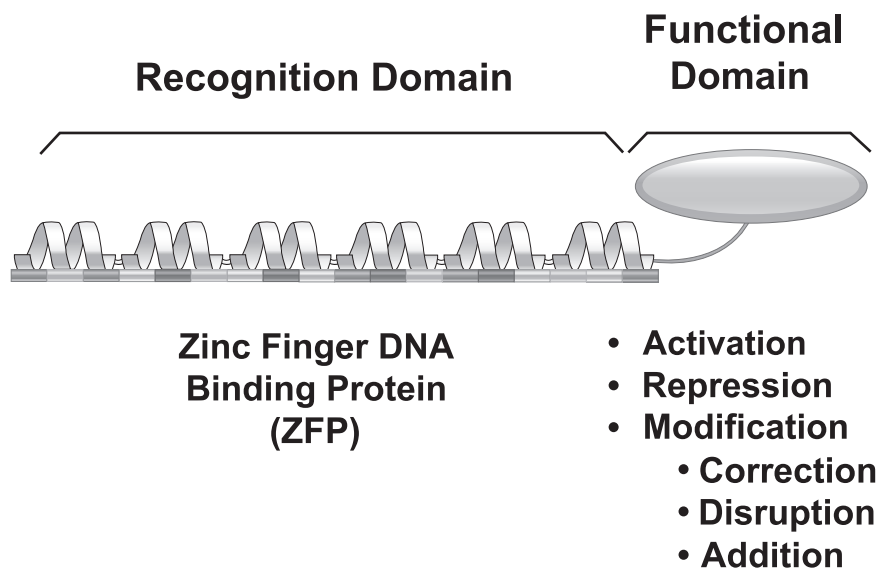 Recognition Domain
Functional
Domain
Zinc Finger DNA
Binding Protein
(ZFP)
• Activation
• Repression
• Modification
• Correction
• Disruption
• Addition